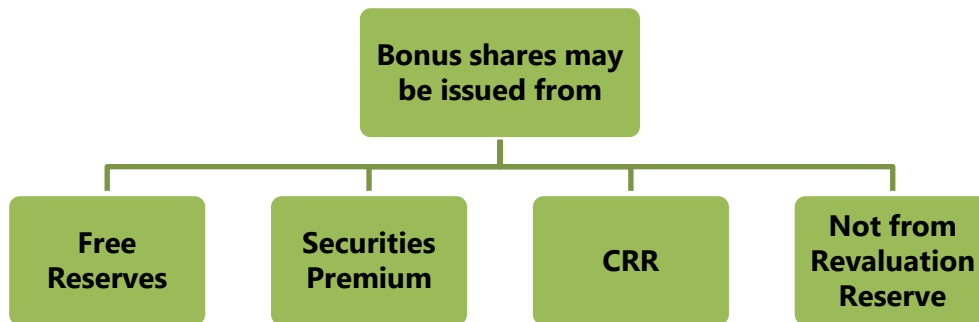 Bonus shares may
be issued from
Free
Reserves
Securities
Premium
CRR
Not from
Revaluation
Reserve